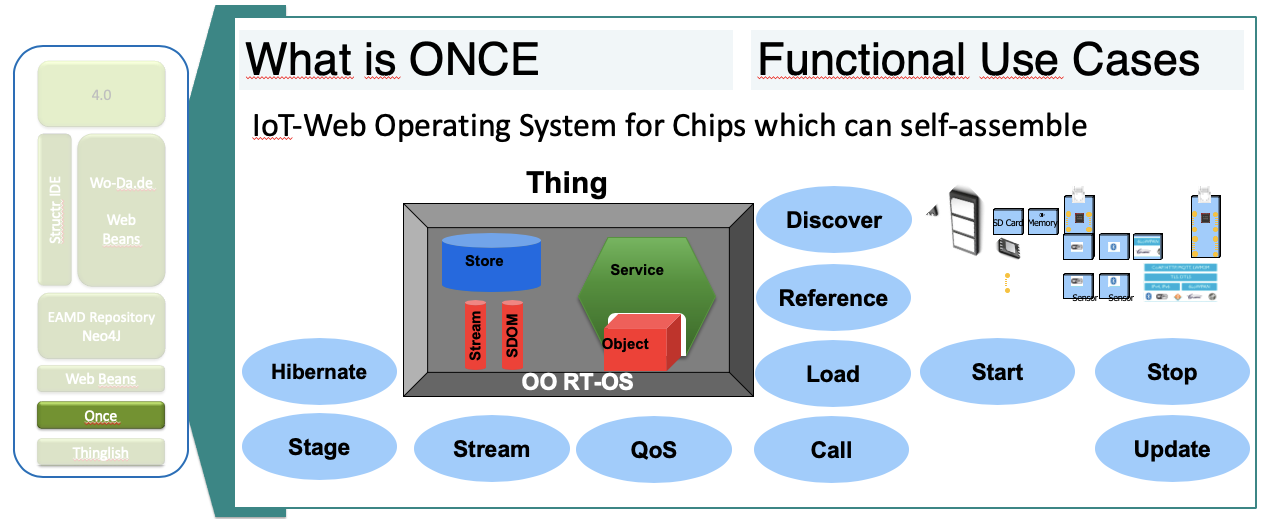 4.0
Structr IDE
Wo-Da.de
Web
Beans
EAMD Repository
Neo4J
Web Beans
Once
Thinglish
What is ONCE
Functional Use Cases
IoT-Web Operating System for Chips which can self-assemble
Thing
Store
Service
Stream
SDOM
Object
OO RT-OS
Discover
Reference
Load
Call
Hibernate
Stage
Stream
QoS
Start
Stop
Update
SD Card
Memory
Sensor
Sensor